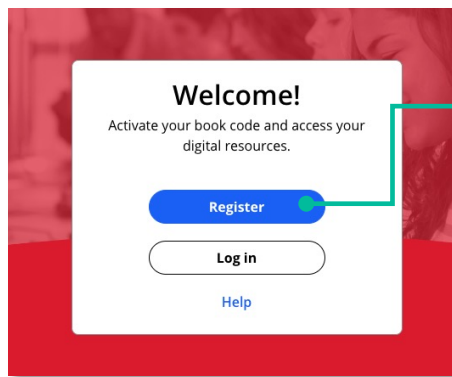 Welcome!
Activate your book code and access your
digital resources.
Register
Log in
Help